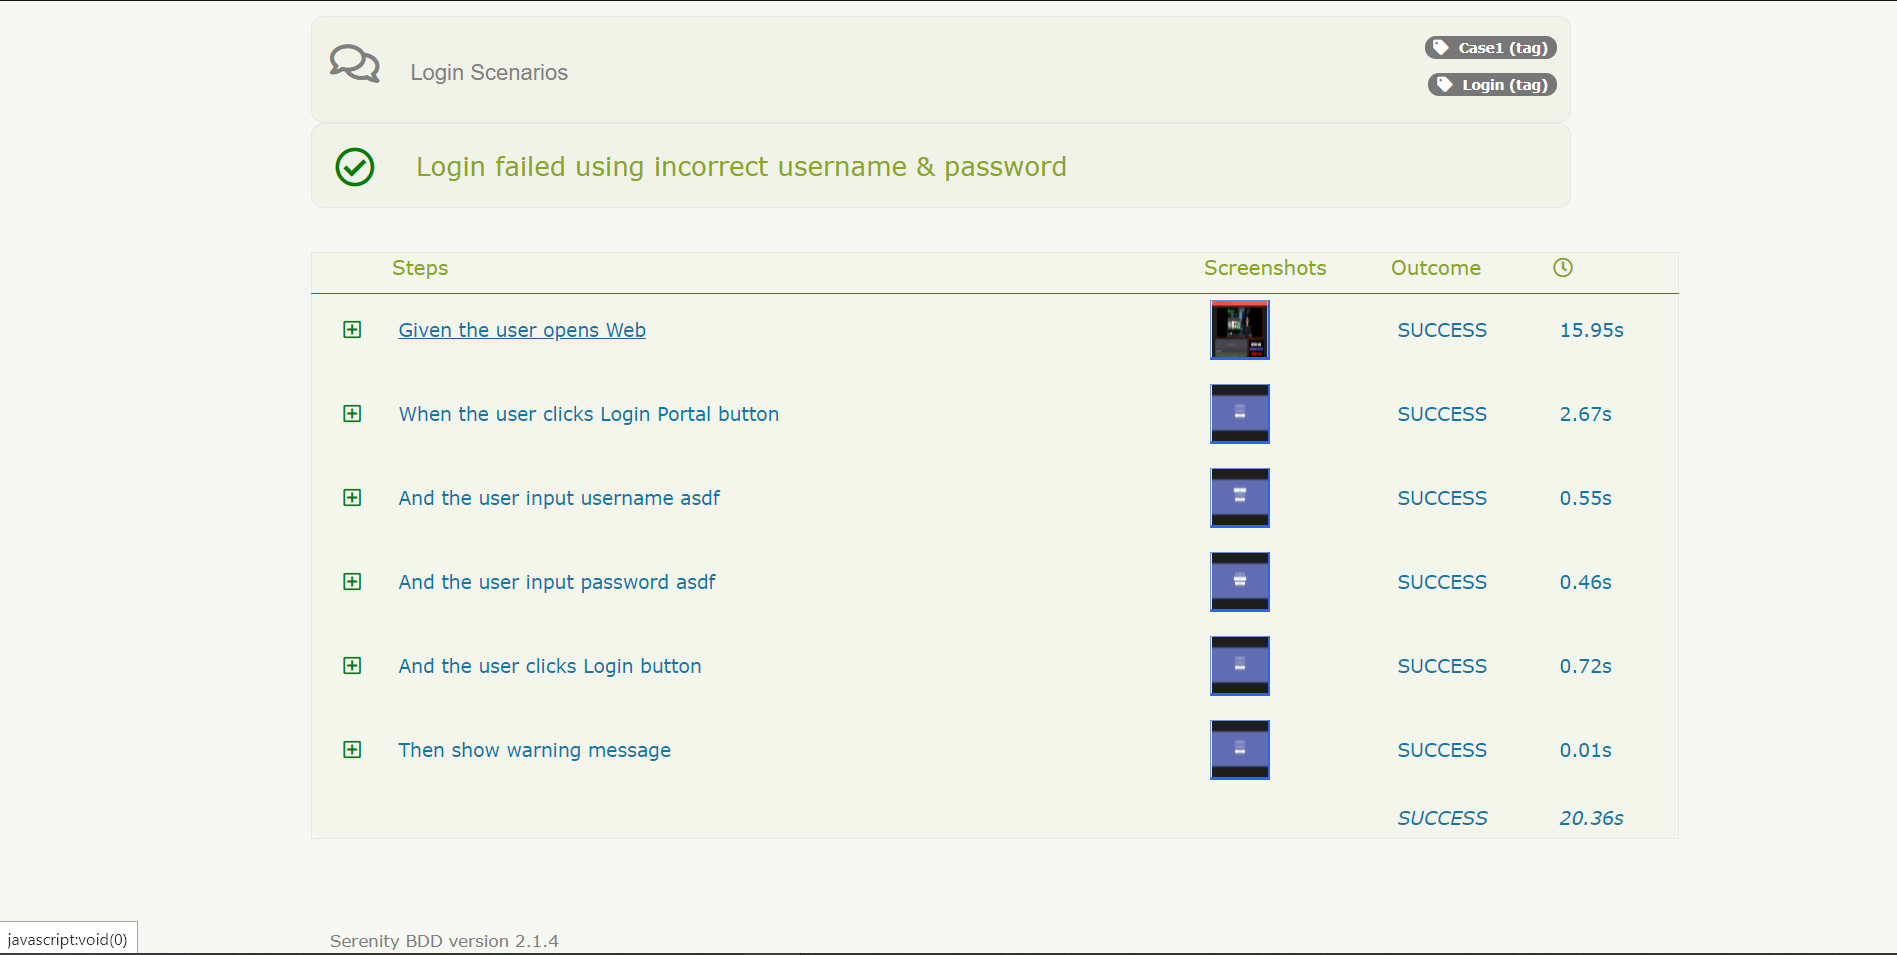 Login Scenarios
Case1 (tag)
Login (tag)
Login failed using incorrect username & password
Steps Screenshots Outcome
Given the user opens Web SUCCESS 15.95s
When the user clicks Login Portal button SUCCESS 2.67s
And the user input username asdf SUCCESS 0.55s
And the user input password asdf SUCCESS 0.46s
And the user clicks Login button SUCCESS 0.72s
Then show warning message SUCCESS 0.01s
SUCCESS 20.36s
javascript:void(0)
Serenity BDD version 2.1.4